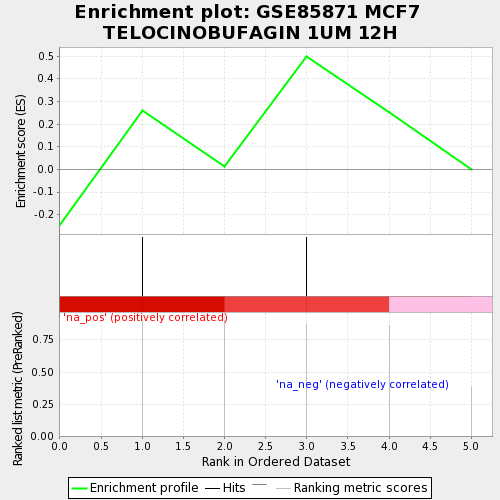 Enrichment plot: GSE85871 MCF7
TELOCINOBUFAGIN 1UM 12H
Enrichment score (ES)
0.5
0.4
0.3
0.2
0.1
0.0
-0.1
-0.2
'na_pos' (positively correlated)
'na_neg' (negatively correlated)
Ranked list metric (PreRanked)
0.75
0.50
0.25
0.00
0.0 0.5 1.0 1.5 2.0 2.5 3.0 3.5 4.0 4.5 5.0
Rank in Ordered Dataset
Enrichment profile Hits Ranking metric scores